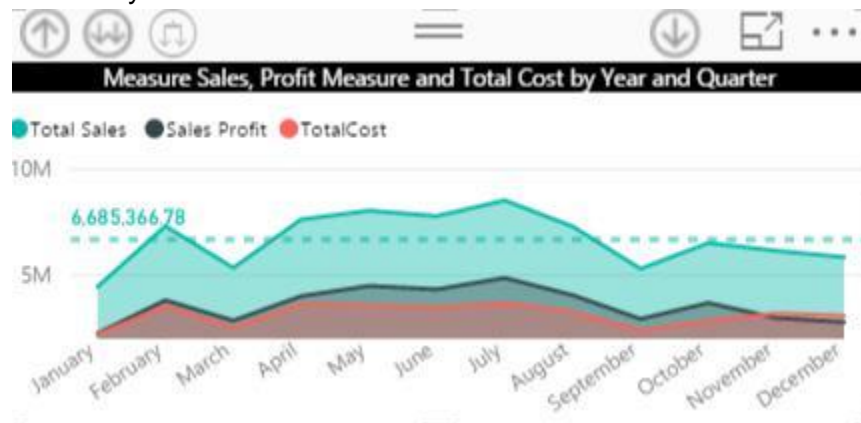 Measure Sales, Profit Measure and Total Cost by Year and Quarter
Total Sales Sales Profit TotalCost
10M
6,685,366.78
5M
January February March April May June July August September October November December